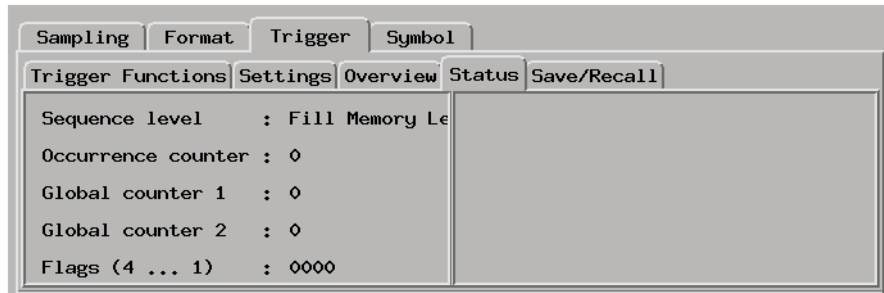 Sampling Format Trigger Symbol
Trigger Functions Settings Overview Status Save/Recall
Sequence level : Fill Memory Le
Occurrence counter : 0
Global counter 1 : 0
Global counter 2 : 0
Flags (4 ... 1) : 0000